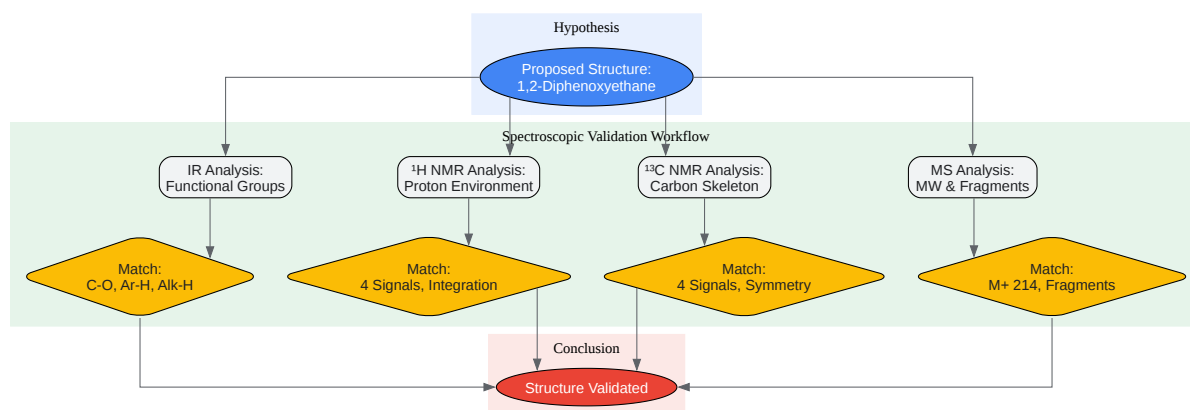 Hypothesis
Proposed Structure:
1,2-Diphenoxyethane
Spectroscopic Validation Workflow
IR Analysis:
Functional Groups
¹H NMR Analysis:
Proton Environment
¹³C NMR Analysis:
Carbon Skeleton
MS Analysis:
MW & Fragments
Match:
C-O, Ar-H, Alk-H
Match:
4 Signals, Integration
Match:
4 Signals, Symmetry
Match:
M+ 214, Fragments
Conclusion
Structure Validated